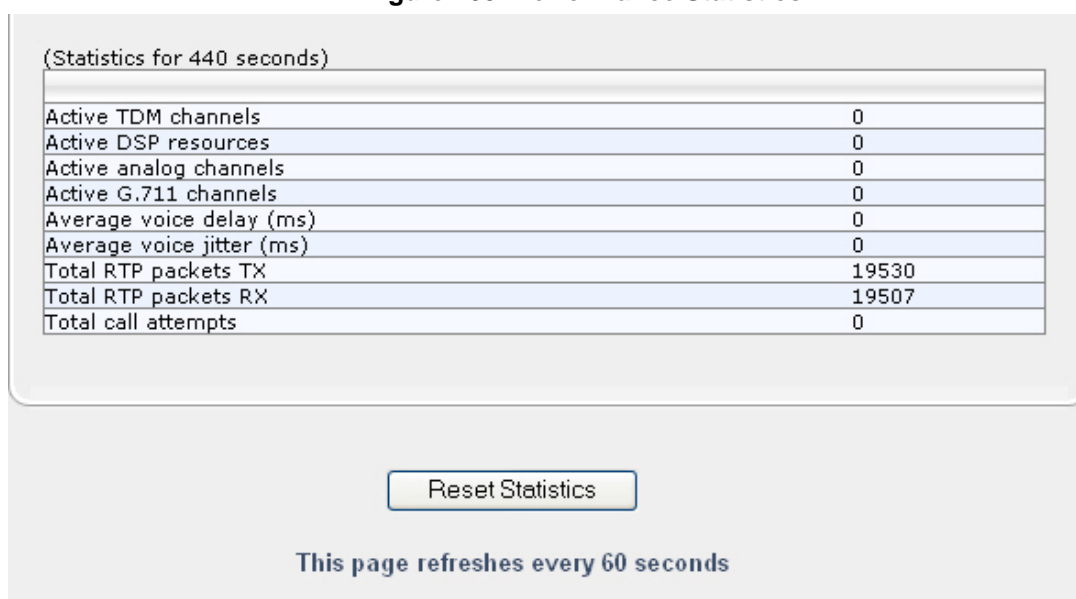 Statistics
(Statistics for 440 seconds)
Active TDM channels 0
Active DSP resources 0
Active analog channels 0
Active G.711 channels 0
Average voice delay (ms) 0
Average voice jitter (ms) 0
Total RTP packets TX 19530
Total RTP packets RX 19507
Total call attempts 0
Reset Statistics
This page refreshes every 60 seconds